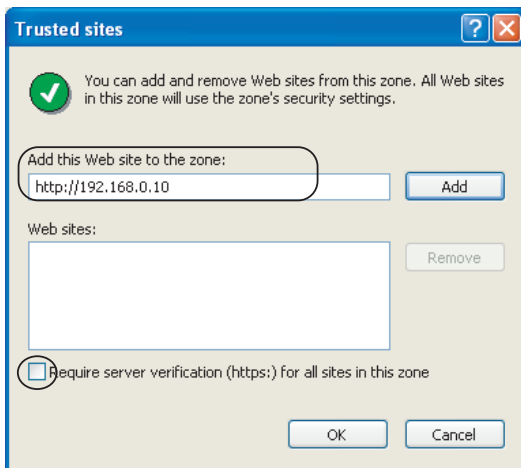 Trusted sites
You can add and remove Web sites from this zone. All Web sites
in this zone will use the zone's security settings.
Add this Web site to the zone:
http://192.168.0.10
Add
Web sites:
Remove
Require server verification (https:) for all sites in this zone
OK
Cancel